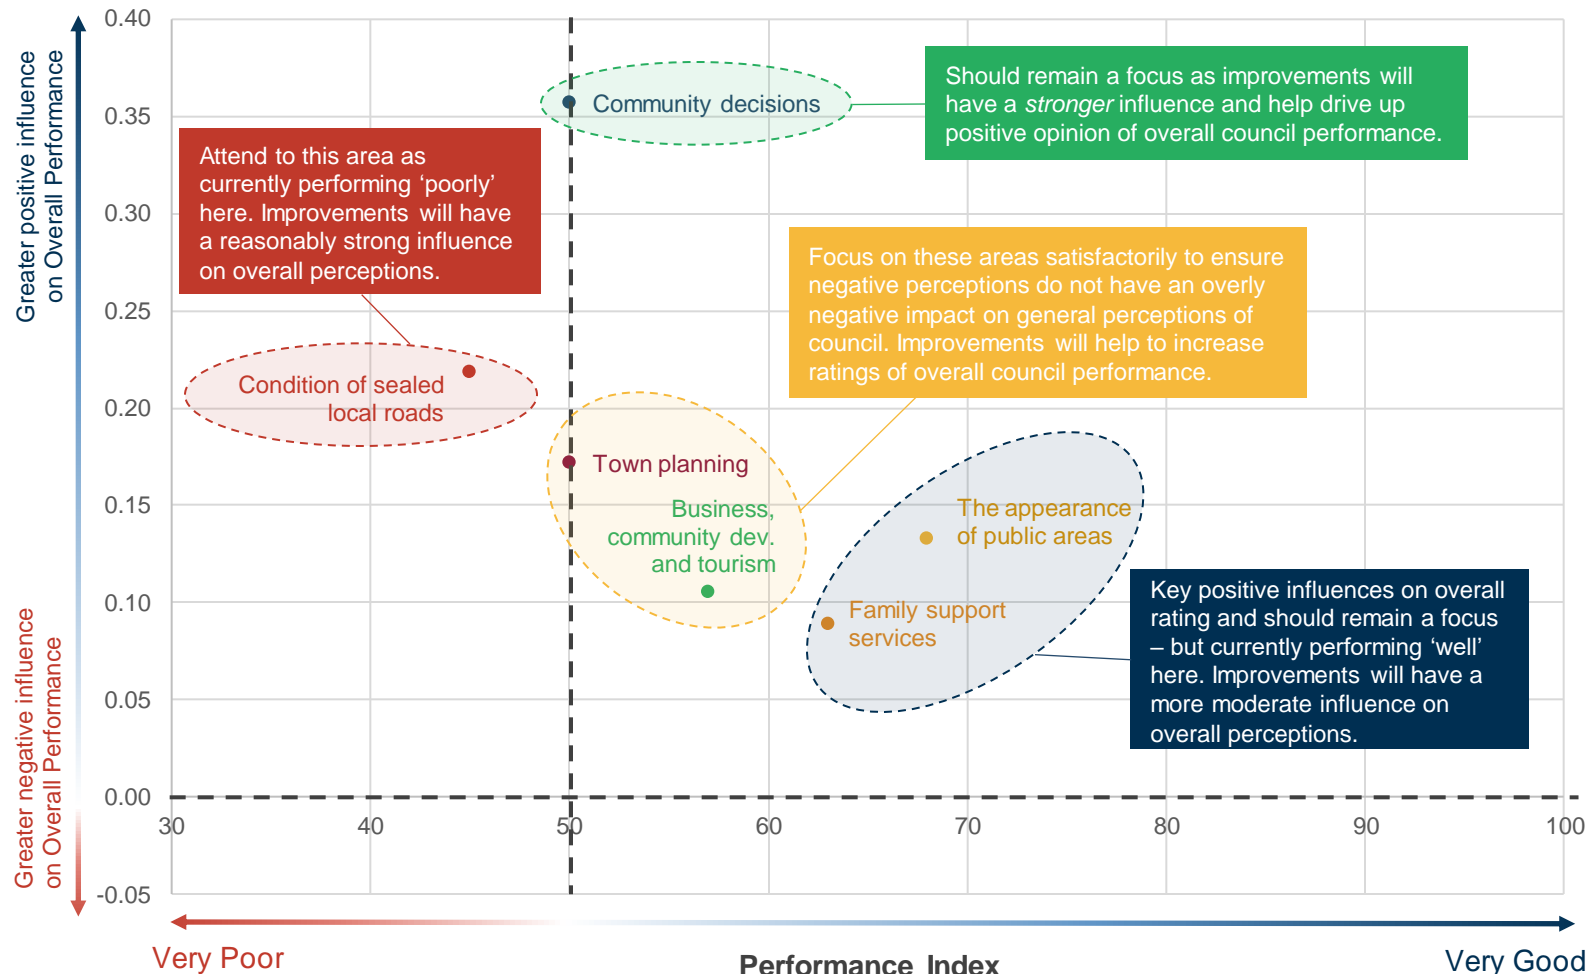 0.40
0.35
0.30
0.25
0.20
0.15
0.10
0.05
0.00
-0.05
Greater positive influence
on Overall Performance
Greater negative influence
on Overall Performance
Community decisions
Should remain a focus as improvements will
have a stronger influence and help drive up
positive opinion of overall council performance.
Attend to this area as
currently performing ‘poorly’
here. Improvements will have
a reasonably strong influence
on overall perceptions.
Focus on these areas satisfactorily to ensure
negative perceptions do not have an overly
negative impact on general perceptions of
council. Improvements will help to increase
ratings of overall council performance.
Condition of sealed
local roads
Town planning
Business,
community dev.
and tourism
The appearance
of public areas
Family support
services
Key positive influences on overall
rating and should remain a focus
– but currently performing ‘well’
here. Improvements will have a
more moderate influence on
overall perceptions.
30 40 50 60 70 80 90 100
Very Poor
Performance Index
Very Good